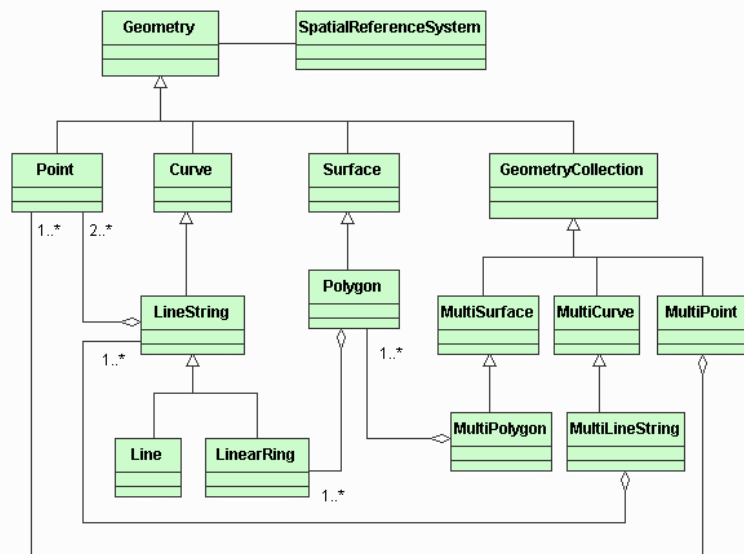 Geometry
SpatialReferenceSystem
Point
Curve
Surface
GeometryCollection
1..*
2..*
Polygon
LineString
MultiSurface
MultiCurve
MultiPoint
1..*
1..*
Line
LinearRing
MultiPolygon
MultiLineString
1..*